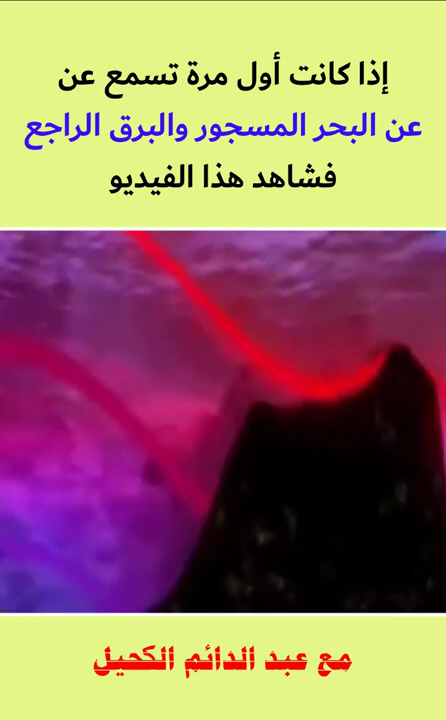 إذا كانت أول مرة تسمع عن
عن البحر المسجور والبرق الراجع
فشاهد هذا الفيديو
مع عبد الدائم الكحيل